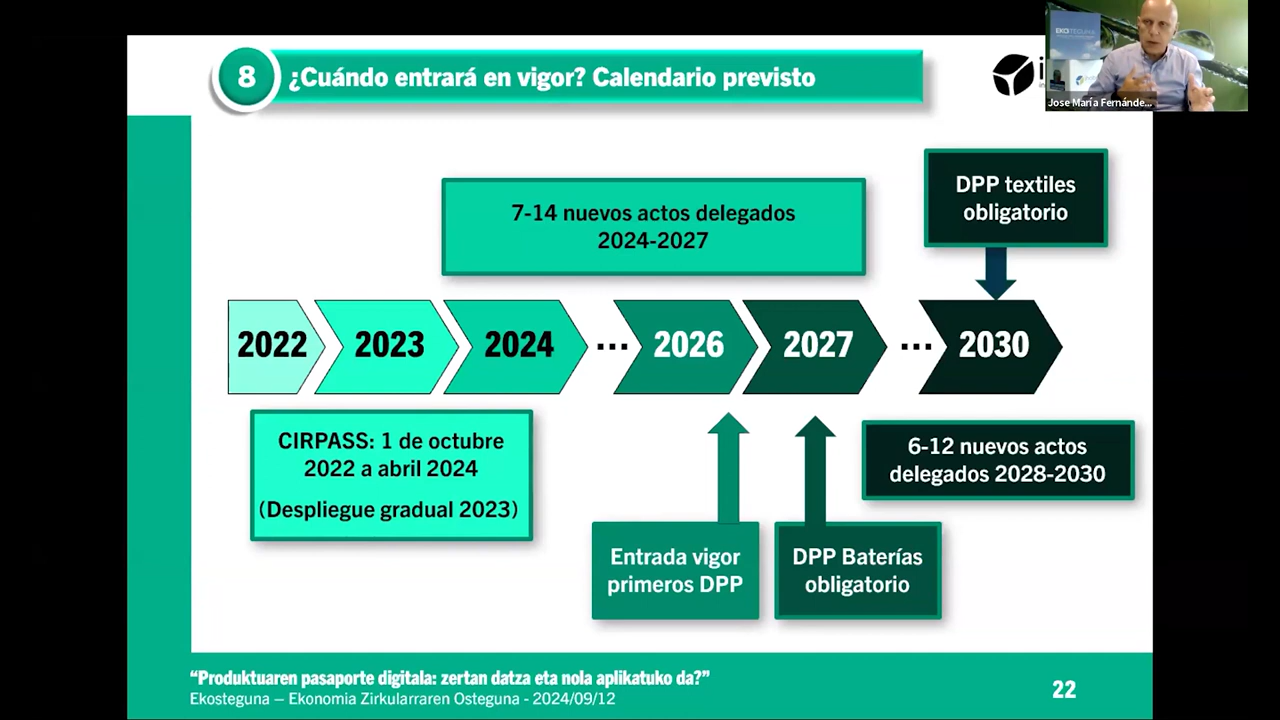 8
¿Cuándo entrará en vigor? Calendario previsto
Jose María Fernánde...
DPP textiles
obligatorio
7-14 nuevos actos delegados
2024-2027
2022
2023
2024
...
2026
2027
...
2030
CIRPASS: 1 de octubre
2022 a abril 2024
(Despliegue gradual 2023)
6-12 nuevos actos
delegados 2028-2030
Entrada vigor
primeros DPP
DPP Baterías
obligatorio
“Produktuaren pasaporte digitala: zertan datza eta nola aplikatuko da?”
Ekosteguna – Ekonomia Zirkularraren Osteguna - 2024/09/12
22